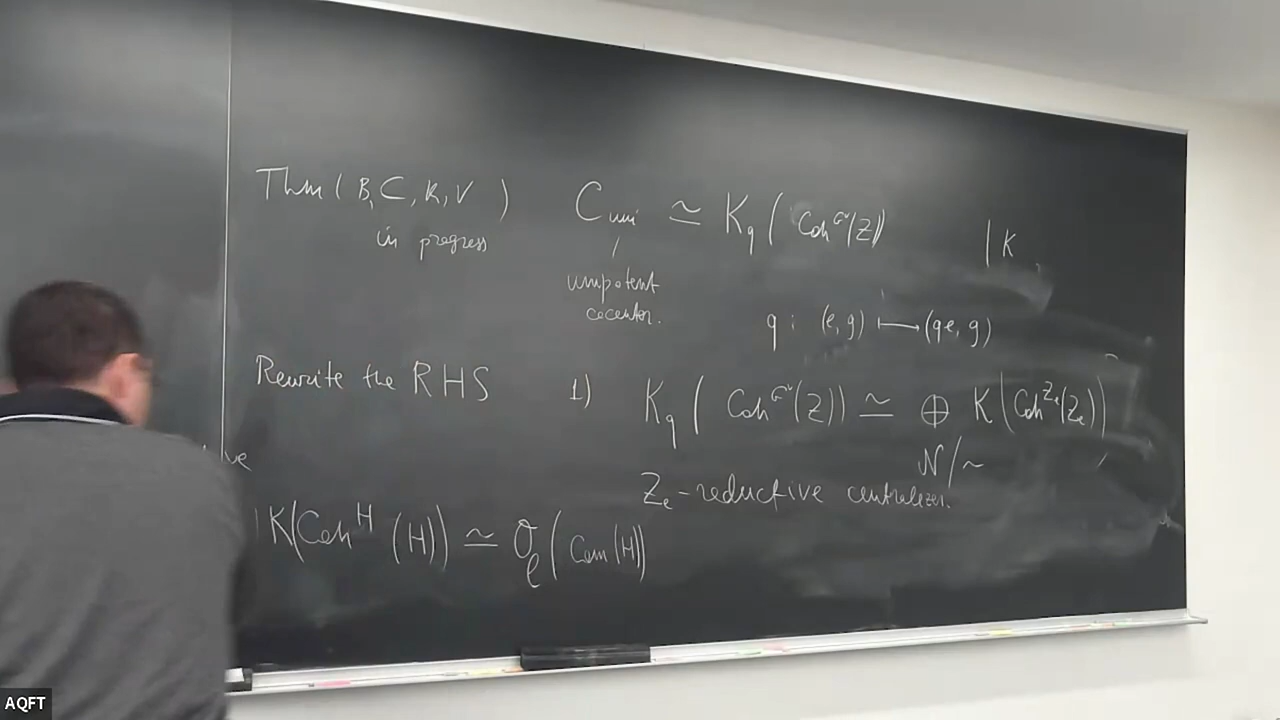 Thm (B, C, K, V) C_uni ≃ K_q (Coh^{G^∨}(Z)) | K
in progress
unipotent
cocenter.
q : (e, g) ⟼ (qe, g)
Rewrite the RHS 1) K_q ( Coh^{G^∨}(Z)) ≃ ⊕ K(Coh^{Z_e}(Z_e))
N/~
ve
Z_e - reductive centralizer.
K(Coh^H (H)) ≃ O_ℓ (Com(H))
AQFT